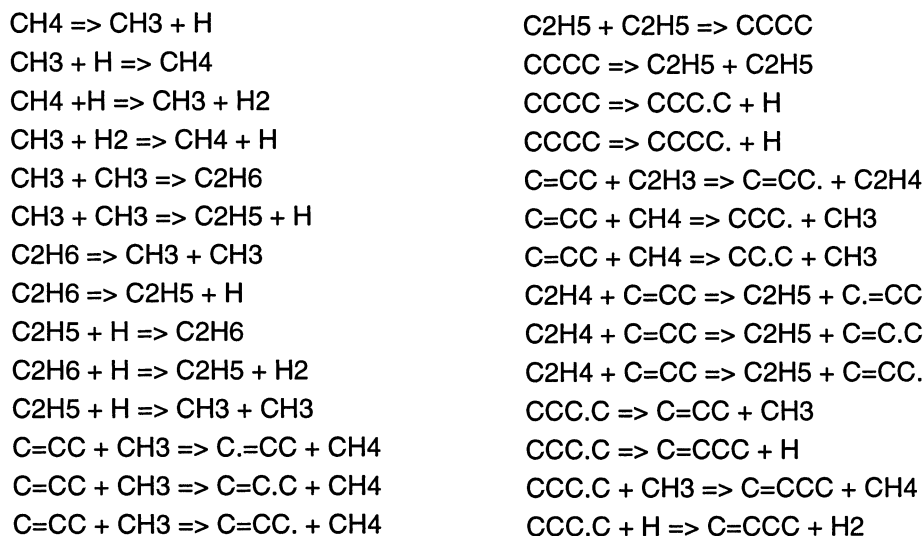 CH4 => CH3 + H
CH3 + H => CH4
CH4 +H => CH3 + H2
CH3 + H2 => CH4 + H
CH3 + CH3 => C2H6
CH3 + CH3 => C2H5 + H
C2H6 => CH3 + CH3
C2H6 => C2H5 + H
C2H5 + H => C2H6
C2H6 + H => C2H5 + H2
C2H5 + H => CH3 + CH3
C=CC + CH3 => C.=CC + CH4
C=CC + CH3 => C=C.C + CH4
C=CC + CH3 => C=CC. + CH4
C2H5 + C2H5 => CCCC
CCCC => C2H5 + C2H5
CCCC => CCC.C + H
CCCC => CCCC. + H
C=CC + C2H3 => C=CC. + C2H4
C=CC + CH4 => CCC. + CH3
C=CC + CH4 => CC.C + CH3
C2H4 + C=CC => C2H5 + C.=CC
C2H4 + C=CC => C2H5 + C=C.C
C2H4 + C=CC => C2H5 + C=CC.
CCC.C => C=CC + CH3
CCC.C => C=CCC + H
CCC.C + CH3 => C=CCC + CH4
CCC.C + H => C=CCC + H2